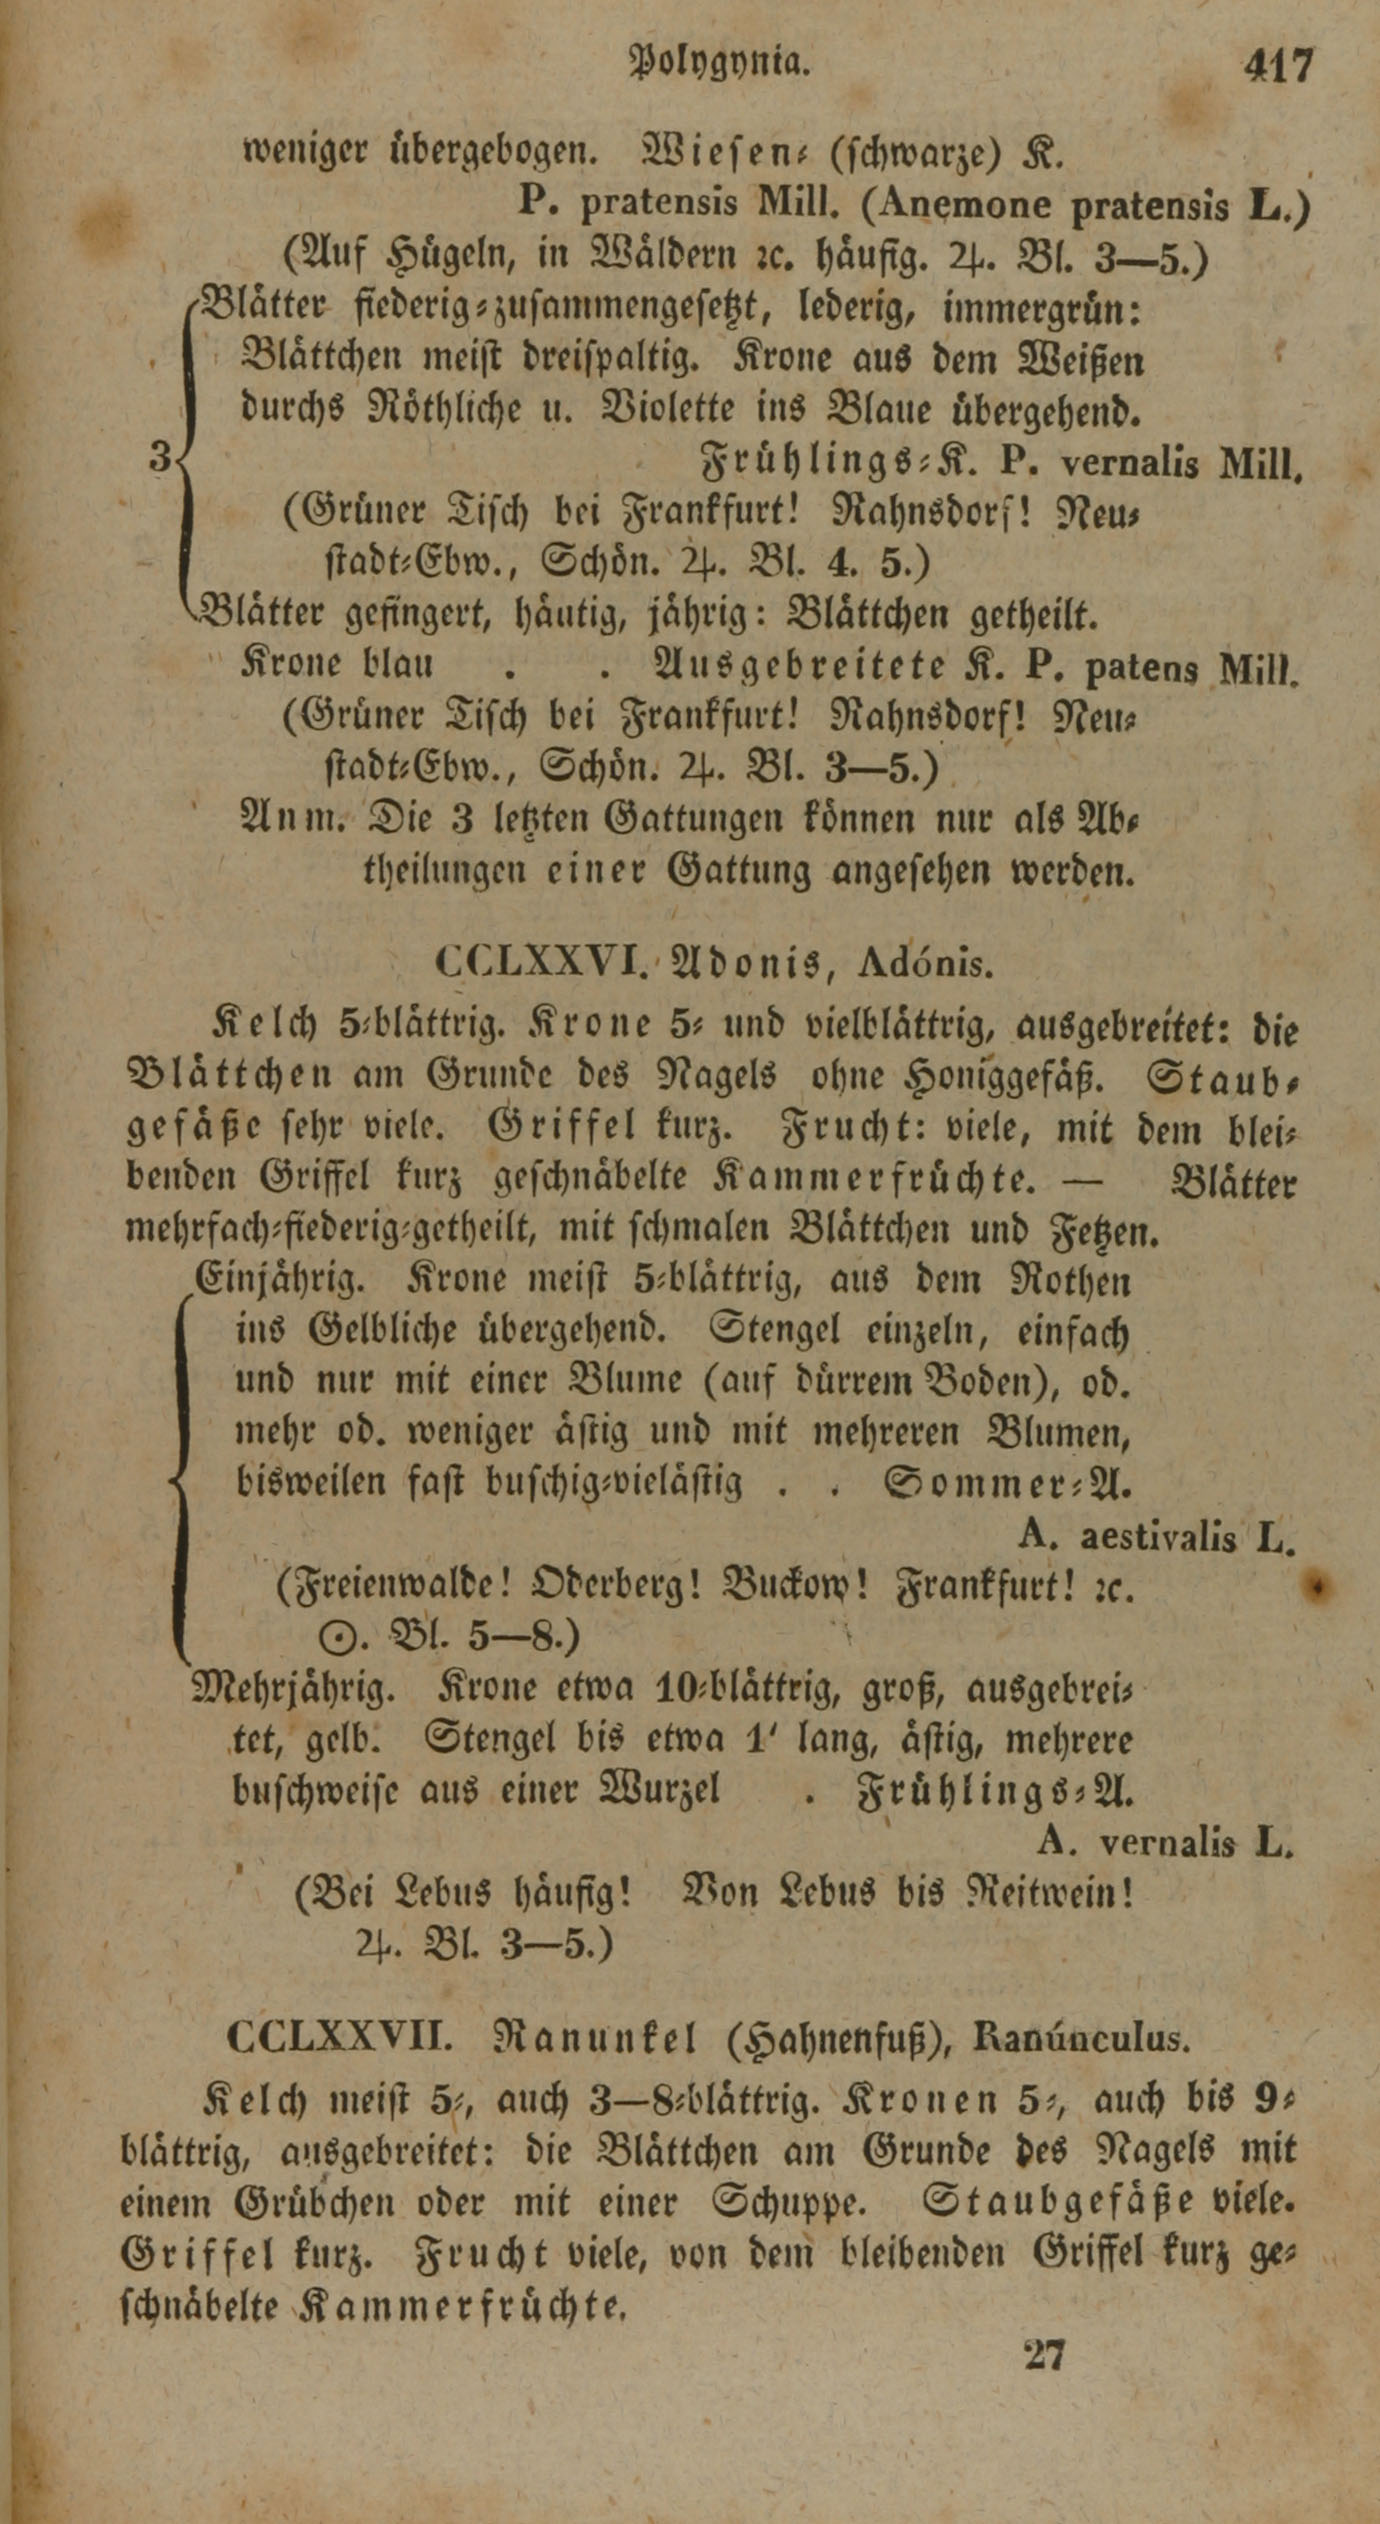 Polygynia. 417
weniger übergebogen. Wiesen- (schwarze) K.
P. pratensis Mill. (Anemone pratensis L.)
(Auf Hügeln, in Wäldern ꝛc. häufig. ♃. Bl. 3—5.)
Blätter fiederig-zusammengesetzt, lederig, immergrün:
Blättchen meist dreispaltig. Krone aus dem Weißen
durchs Röthliche u. Violette ins Blaue übergehend.
3 Frühlings-K. P. vernalis Mill.
(Grüner Tisch bei Frankfurt! Rahnsdorf! Neu-
stadt-Ebw., Schön. ♃. Bl. 4. 5.)
Blätter gefingert, häutig, jährig: Blättchen getheilt.
Krone blau . . Ausgebreitete K. P. patens Mill.
(Grüner Tisch bei Frankfurt! Rahnsdorf! Neu-
stadt-Ebw., Schön. ♃. Bl. 3—5.)
Anm. Die 3 letzten Gattungen können nur als Ab-
theilungen einer Gattung angesehen werden.
CCLXXVI. Adonis, Adónis.
Kelch 5-blättrig. Krone 5- und vielblättrig, ausgebreitet: die
Blättchen am Grunde des Nagels ohne Honiggefäß. Staub-
gefäße sehr viele. Griffel kurz. Frucht: viele, mit dem blei-
benden Griffel kurz geschnäbelte Kammerfrüchte. — Blätter
mehrfach-fiederig-getheilt, mit schmalen Blättchen und Fetzen.
Einjährig. Krone meist 5-blättrig, aus dem Rothen
ins Gelbliche übergehend. Stengel einzeln, einfach
und nur mit einer Blume (auf dürrem Boden), od.
mehr od. weniger ästig und mit mehreren Blumen,
bisweilen fast buschig-vielästig . . Sommer-A.
A. aestivalis L.
(Freienwalde! Oderberg! Buckow! Frankfurt! ꝛc.
☉. Bl. 5—8.)
Mehrjährig. Krone etwa 10-blättrig, groß, ausgebrei-
tet, gelb. Stengel bis etwa 1' lang, ästig, mehrere
buschweise aus einer Wurzel . Frühlings-A.
A. vernalis L.
(Bei Lebus häufig! Von Lebus bis Reitwein!
♃. Bl. 3—5.)
CCLXXVII. Ranunkel (Hahnenfuß), Ranúnculus.
Kelch meist 5-, auch 3—8-blättrig. Kronen 5-, auch bis 9-
blättrig, ausgebreitet: die Blättchen am Grunde des Nagels mit
einem Grübchen oder mit einer Schuppe. Staubgefäße viele.
Griffel kurz. Frucht viele, von dem bleibenden Griffel kurz ge-
schnäbelte Kammerfrüchte.
27